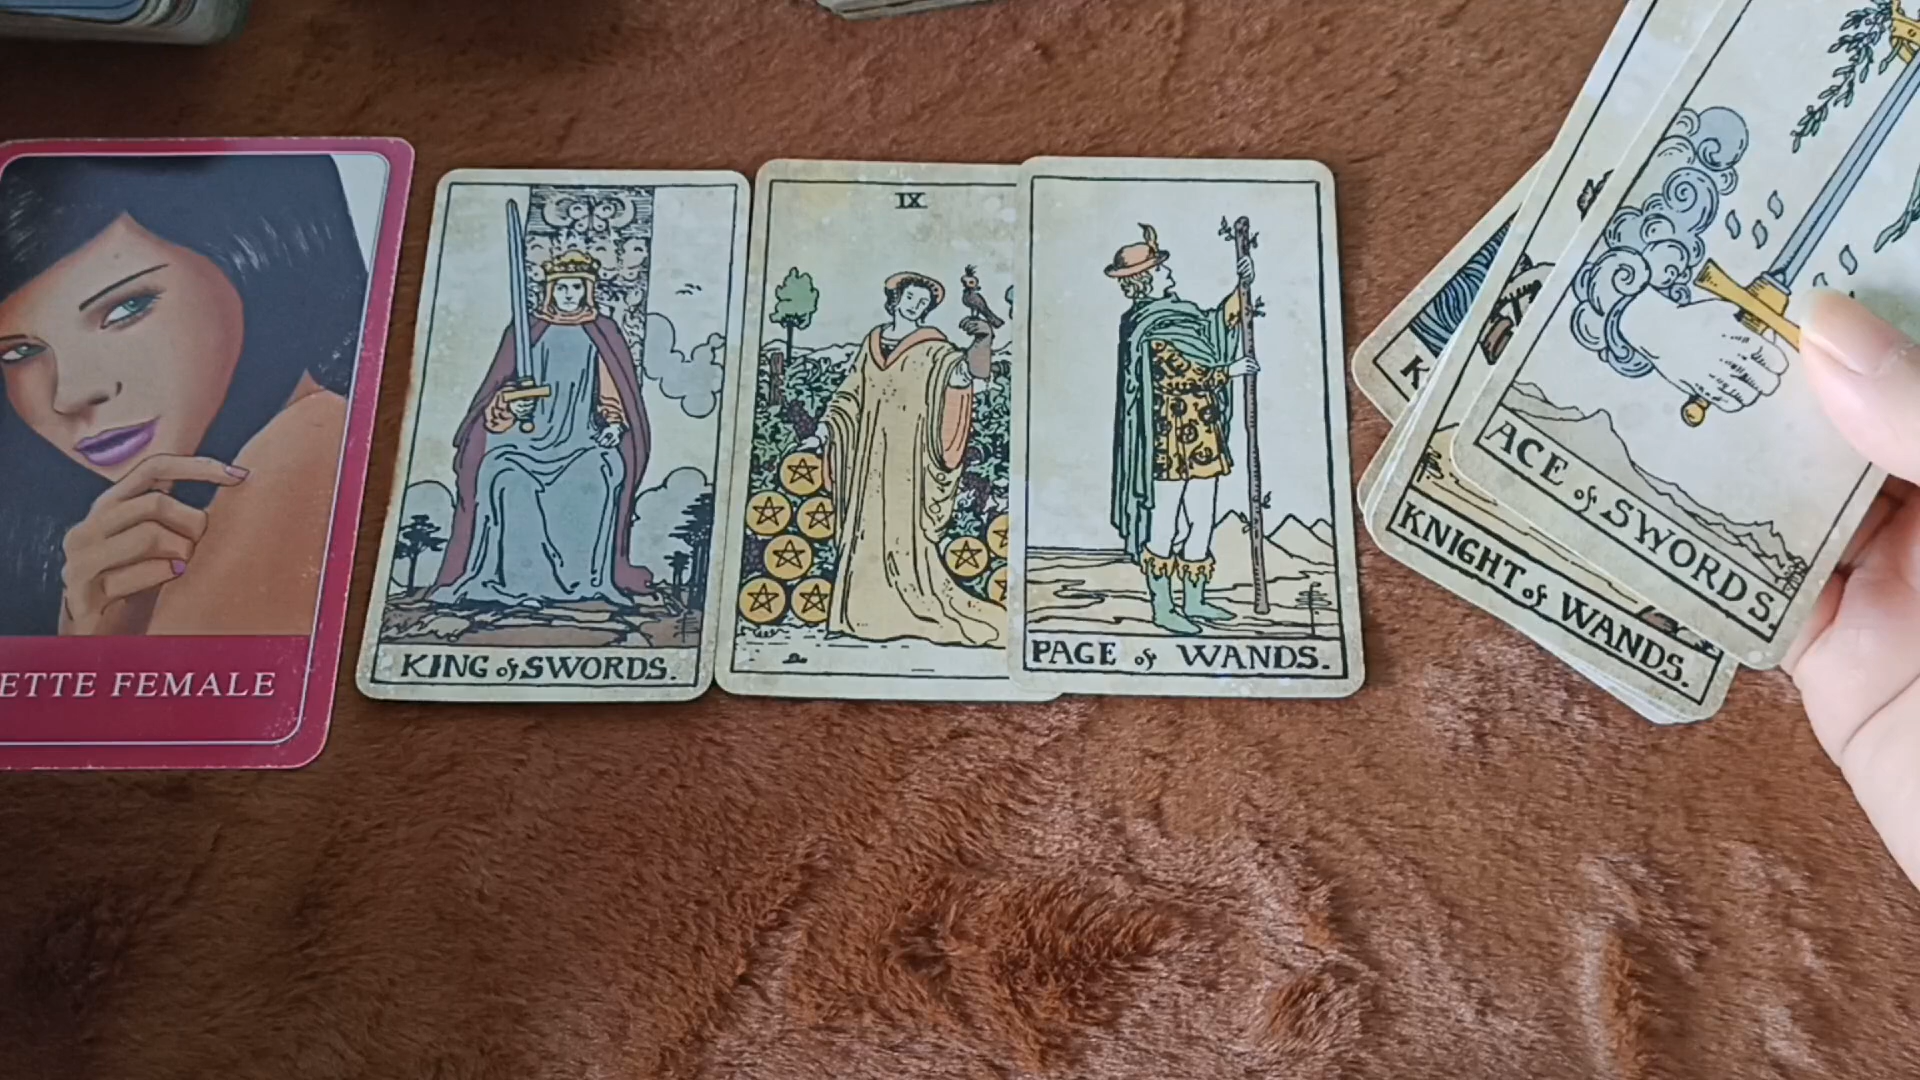 ETTE FEMALE
KING of SWORDS.
IX
PAGE of WANDS.
K
KNIGHT of WANDS.
ACE of SWORDS.